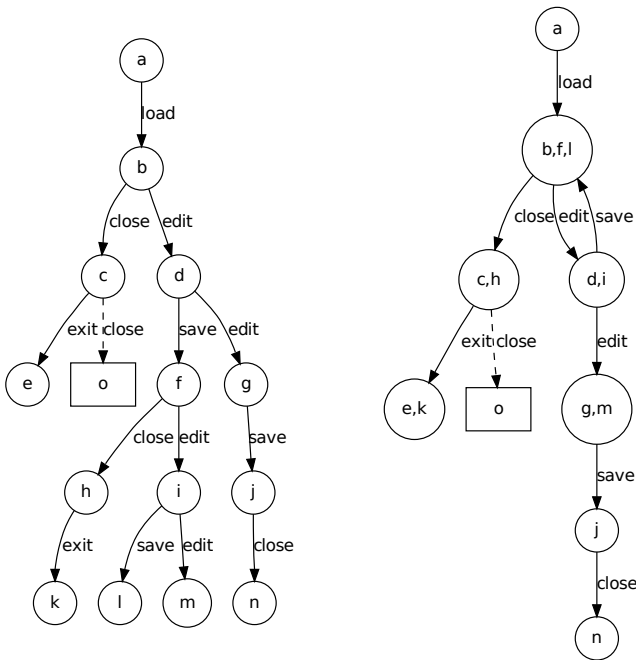 a
load
b
close
edit
c
d
exit
close
save
edit
e
o
f
g
close
edit
save
h
i
j
exit
save
edit
close
k
l
m
n
a
load
b,f,l
close
edit
save
c,h
d,i
exit
close
edit
e,k
o
g,m
save
j
close
n